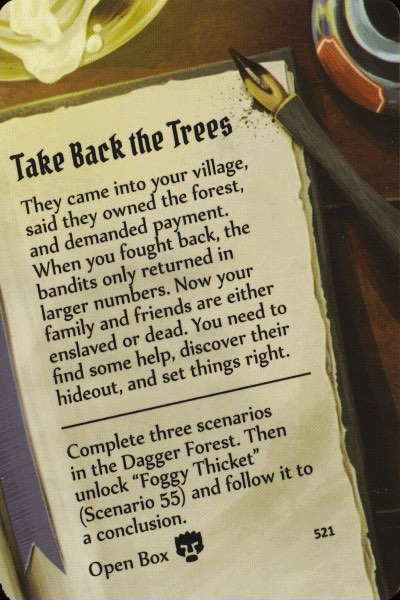 Take Back the Trees
They came into your village,
said they owned the forest,
and demanded payment.
When you fought back, the
bandits only returned in
larger numbers. Now your
family and friends are either
enslaved or dead. You need to
find some help, discover their
hideout, and set things right.
Complete three scenarios
in the Dagger Forest. Then
unlock “Foggy Thicket”
(Scenario 55) and follow it to
a conclusion.
Open Box
521